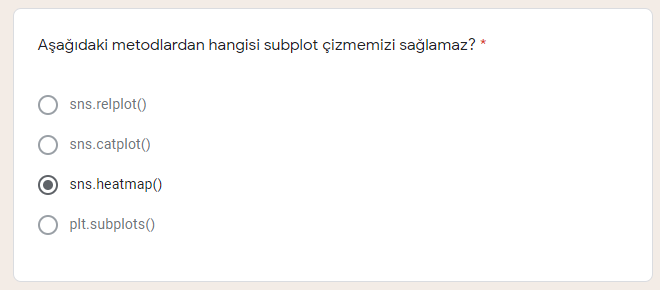 Aşağıdaki metodlardan hangisi subplot çizmemizi sağlamaz? *
sns.relplot()
sns.catplot()
sns.heatmap()
plt.subplots()